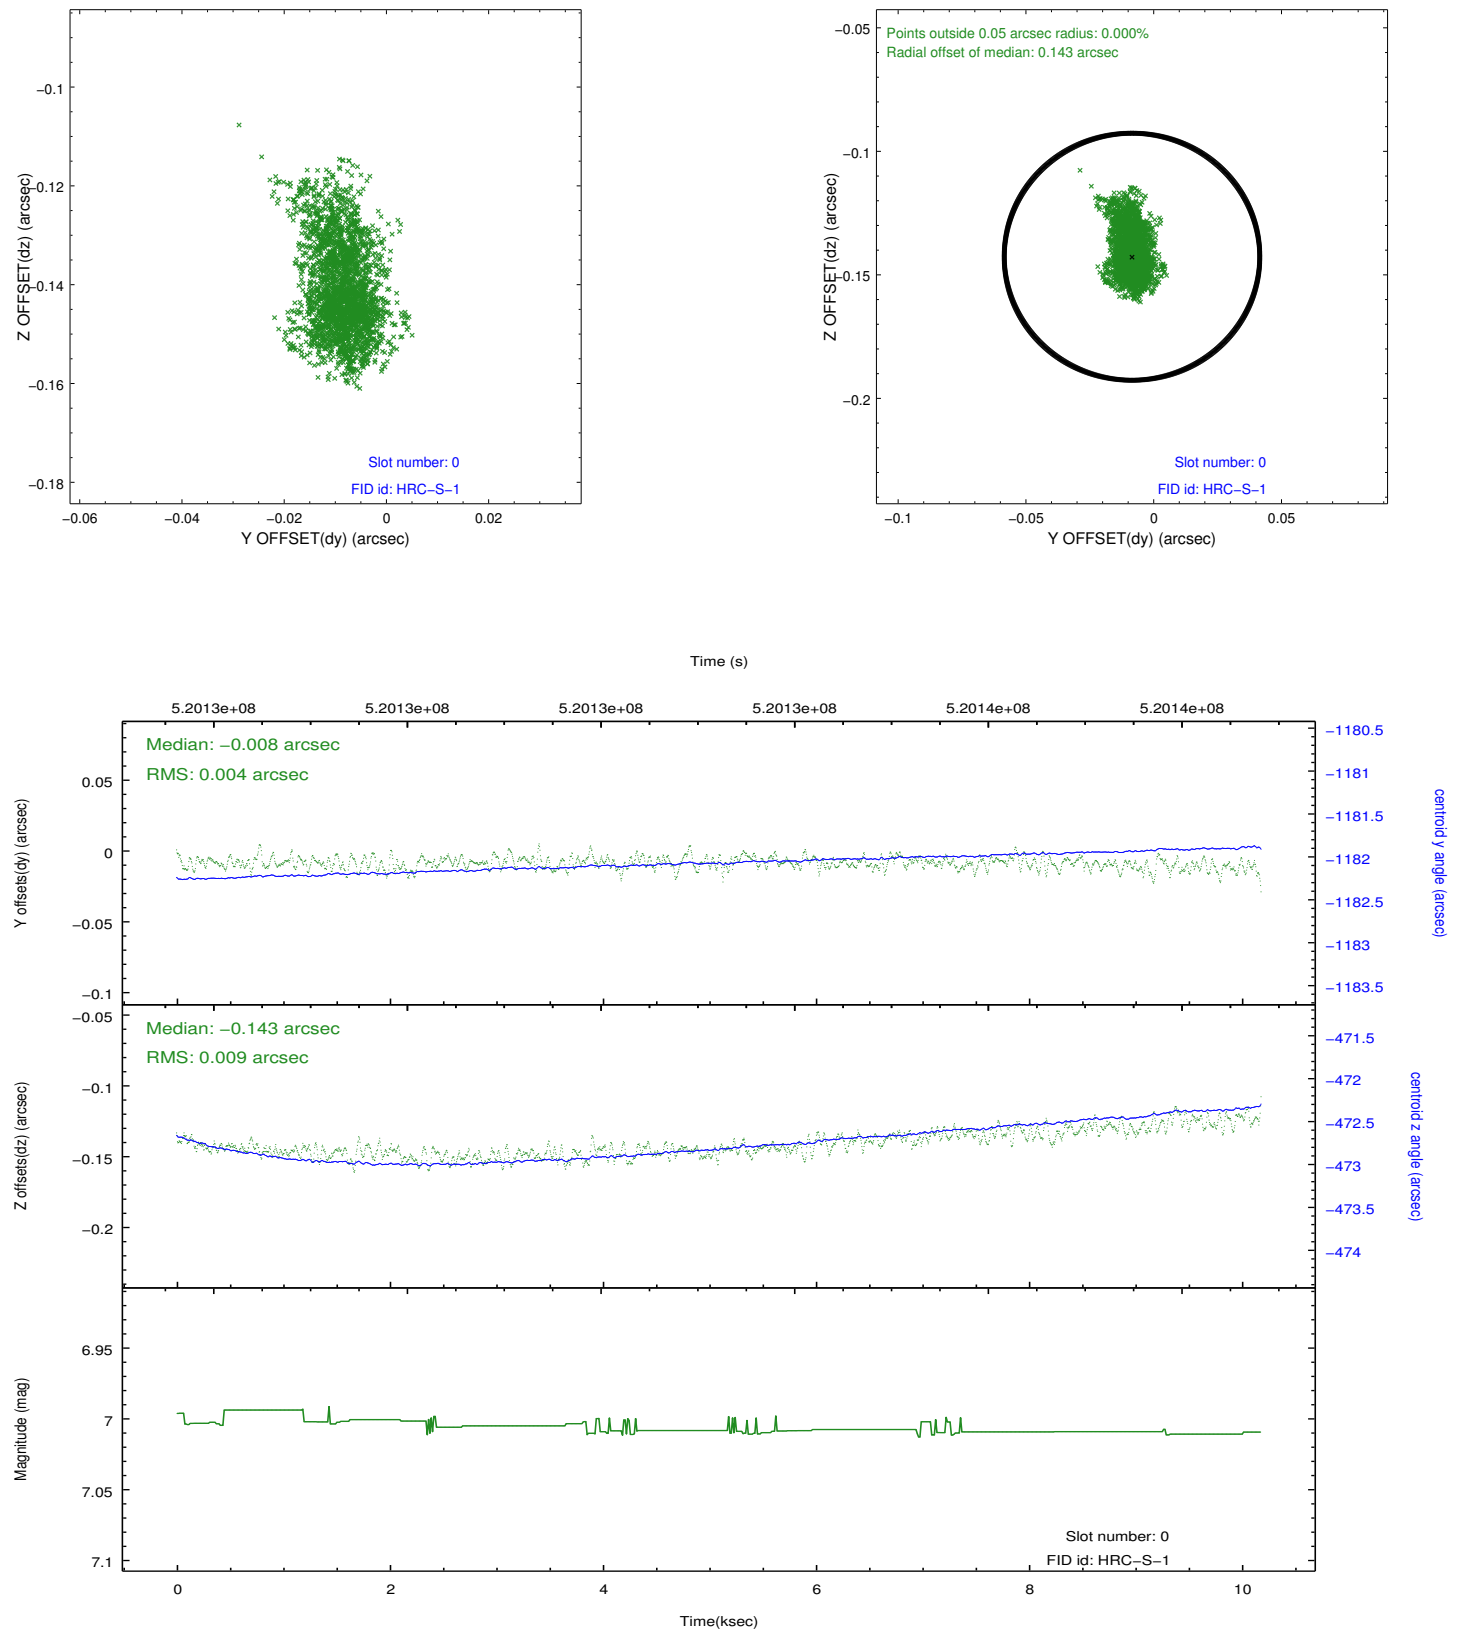 −0.1
−0.12
−0.14
−0.16
−0.18
Z OFFSET(dz) (arcsec)
Slot number: 0
FID id: HRC−S−1
−0.06 −0.04 −0.02 0 0.02
Y OFFSET(dy) (arcsec)
Points outside 0.05 arcsec radius: 0.000%
Radial offset of median: 0.143 arcsec
−0.05
−0.1
−0.15
−0.2
Z OFFSET(dz) (arcsec)
Slot number: 0
FID id: HRC−S−1
−0.1 −0.05 0 0.05
Y OFFSET(dy) (arcsec)
Time (s)
5.2013e+08 5.2013e+08 5.2013e+08 5.2013e+08 5.2014e+08 5.2014e+08
Median: −0.008 arcsec
RMS: 0.004 arcsec
0.05
0
−0.05
−0.1
Y offsets(dy) (arcsec)
−1180.5
−1181
−1181.5
−1182
−1182.5
−1183
−1183.5
centroid y angle (arcsec)
Median: −0.143 arcsec
RMS: 0.009 arcsec
−0.05
−0.1
−0.15
−0.2
Z offsets(dz) (arcsec)
−471.5
−472
−472.5
−473
−473.5
−474
centroid z angle (arcsec)
6.95
7
7.05
7.1
Magnitude (mag)
Slot number: 0
FID id: HRC−S−1
0 2 4 6 8 10
Time(ksec)